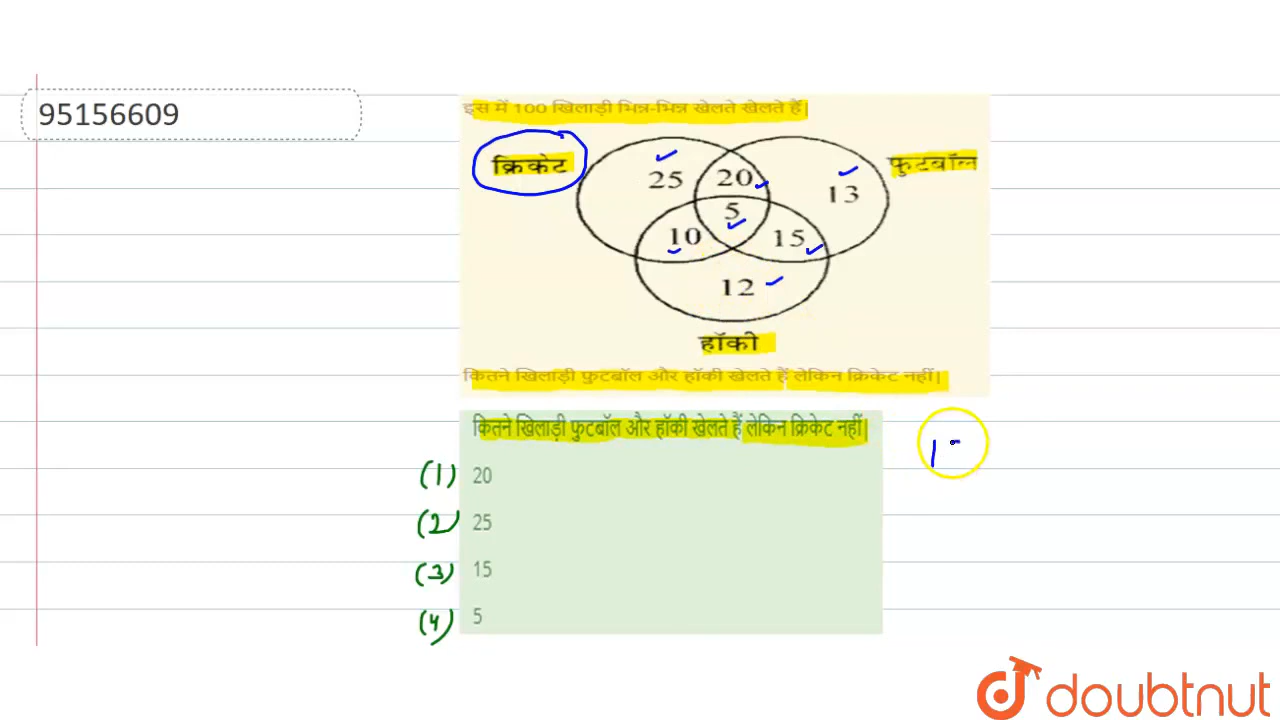 95156609
इस में 100 खिलाड़ी भिन्न-भिन्न खेलते खेलते हैं|
क्रिकेट
फुटबॉल
25
20
13
5
10
15
12
हॉकी
कितने खिलाड़ी फुटबॉल और हॉकी खेलते हैं लेकिन क्रिकेट नहीं|
कितने खिलाड़ी फुटबॉल और हॉकी खेलते हैं लेकिन क्रिकेट नहीं|
(1) 20
(2) 25
(3) 15
(4) 5
doubtnut